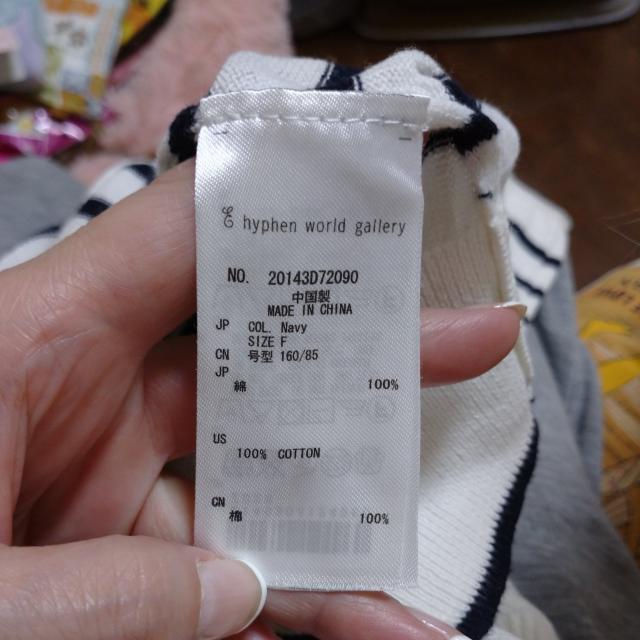 hyphen world gallery
NO. 20143D72090
中国製
MADE IN CHINA
JP COL. Navy
SIZE F
CN 号型 160/85
JP
綿 100%
US
100% COTTON
CN
棉 100%